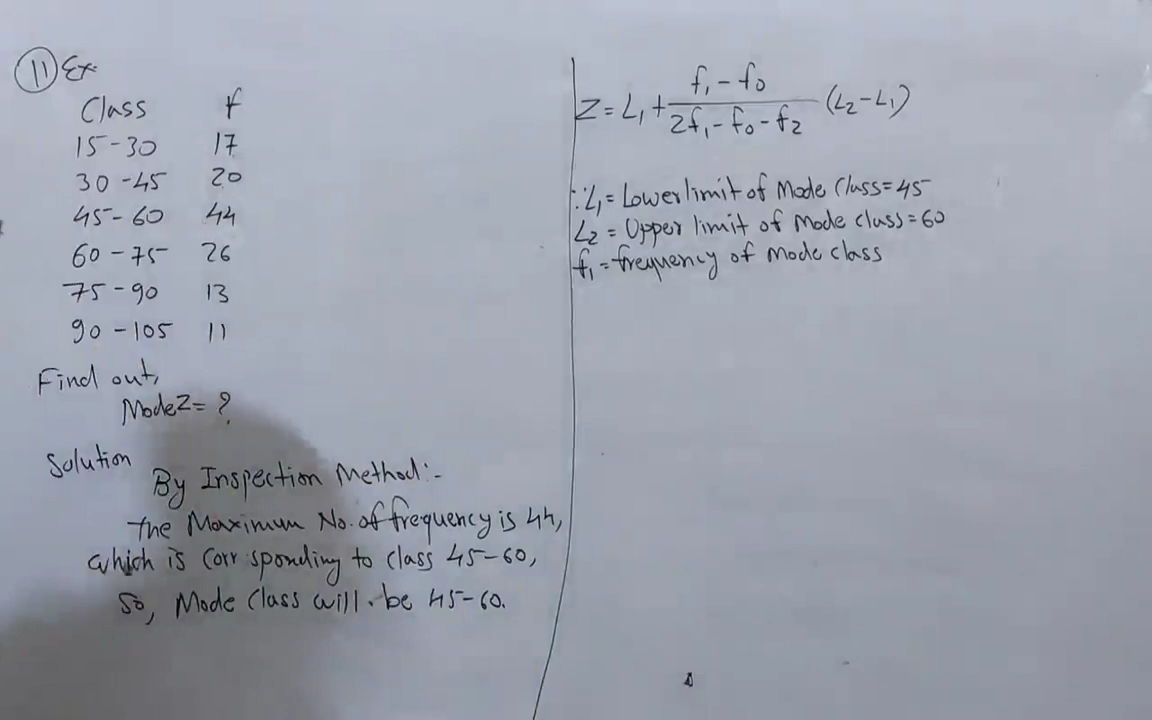 11 Ex
Class f
15-30 17
30-45 20
45-60 44
60-75 26
75-90 13
90-105 11
Find out,
Mode Z = ?
Solution
By Inspection Method:-
the Maximum No. of frequency is 44,
which is Corrsponding to class 45-60,
So, Mode Class will be 45-60.
Z = L₁ + (f₁ - f₀)/(2f₁ - f₀ - f₂) (L₂ - L₁)
∵ L₁ = Lower limit of Mode Class = 45
L₂ = Upper limit of Mode class = 60
f₁ = frequency of Mode class